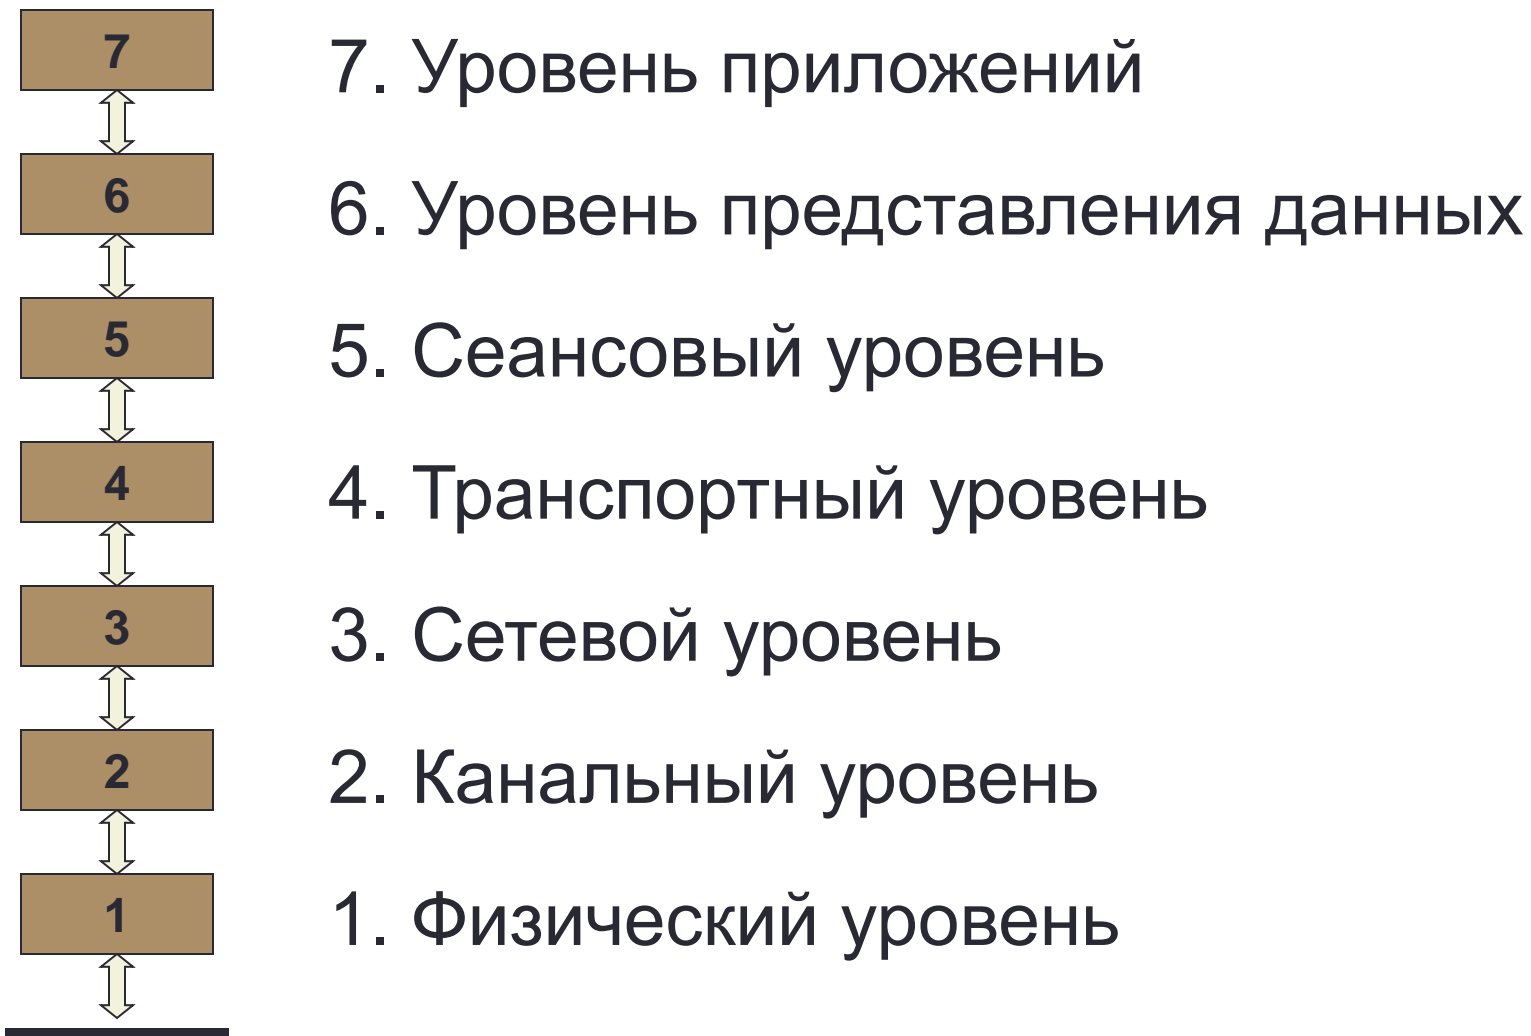 7
7. Уровень приложений
6
6. Уровень представления данных
5
5. Сеансовый уровень
4
4. Транспортный уровень
3
3. Сетевой уровень
2
2. Канальный уровень
1
1. Физический уровень